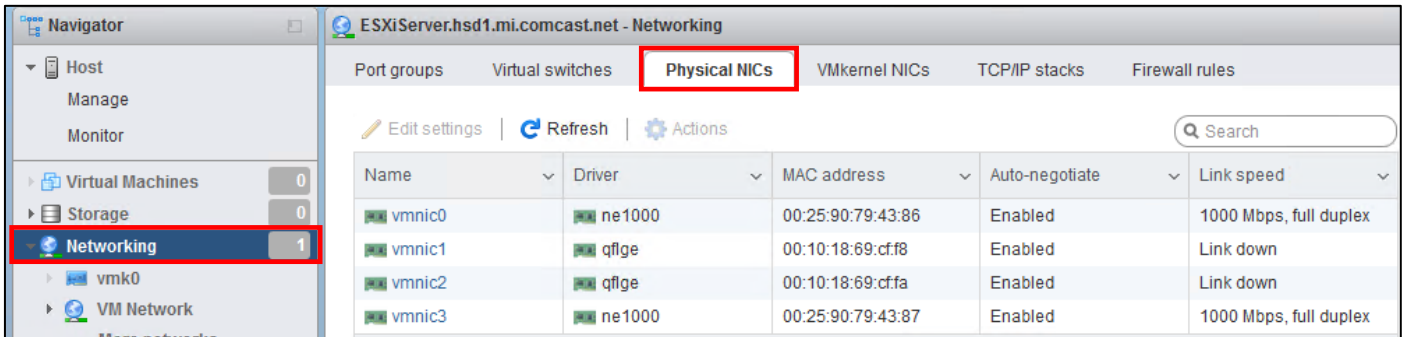 Navigator
Host
Manage
Monitor
Virtual Machines 0
Storage 0
Networking 1
vmk0
VM Network
More networks
ESXiServer.hsd1.mi.comcast.net - Networking
Port groups Virtual switches Physical NICs VMkernel NICs TCP/IP stacks Firewall rules
Edit settings Refresh Actions Search
Name Driver MAC address Auto-negotiate Link speed
vmnic0 ne1000 00:25:90:79:43:86 Enabled 1000 Mbps, full duplex
vmnic1 qflge 00:10:18:69:cf:f8 Enabled Link down
vmnic2 qflge 00:10:18:69:cf:fa Enabled Link down
vmnic3 ne1000 00:25:90:79:43:87 Enabled 1000 Mbps, full duplex